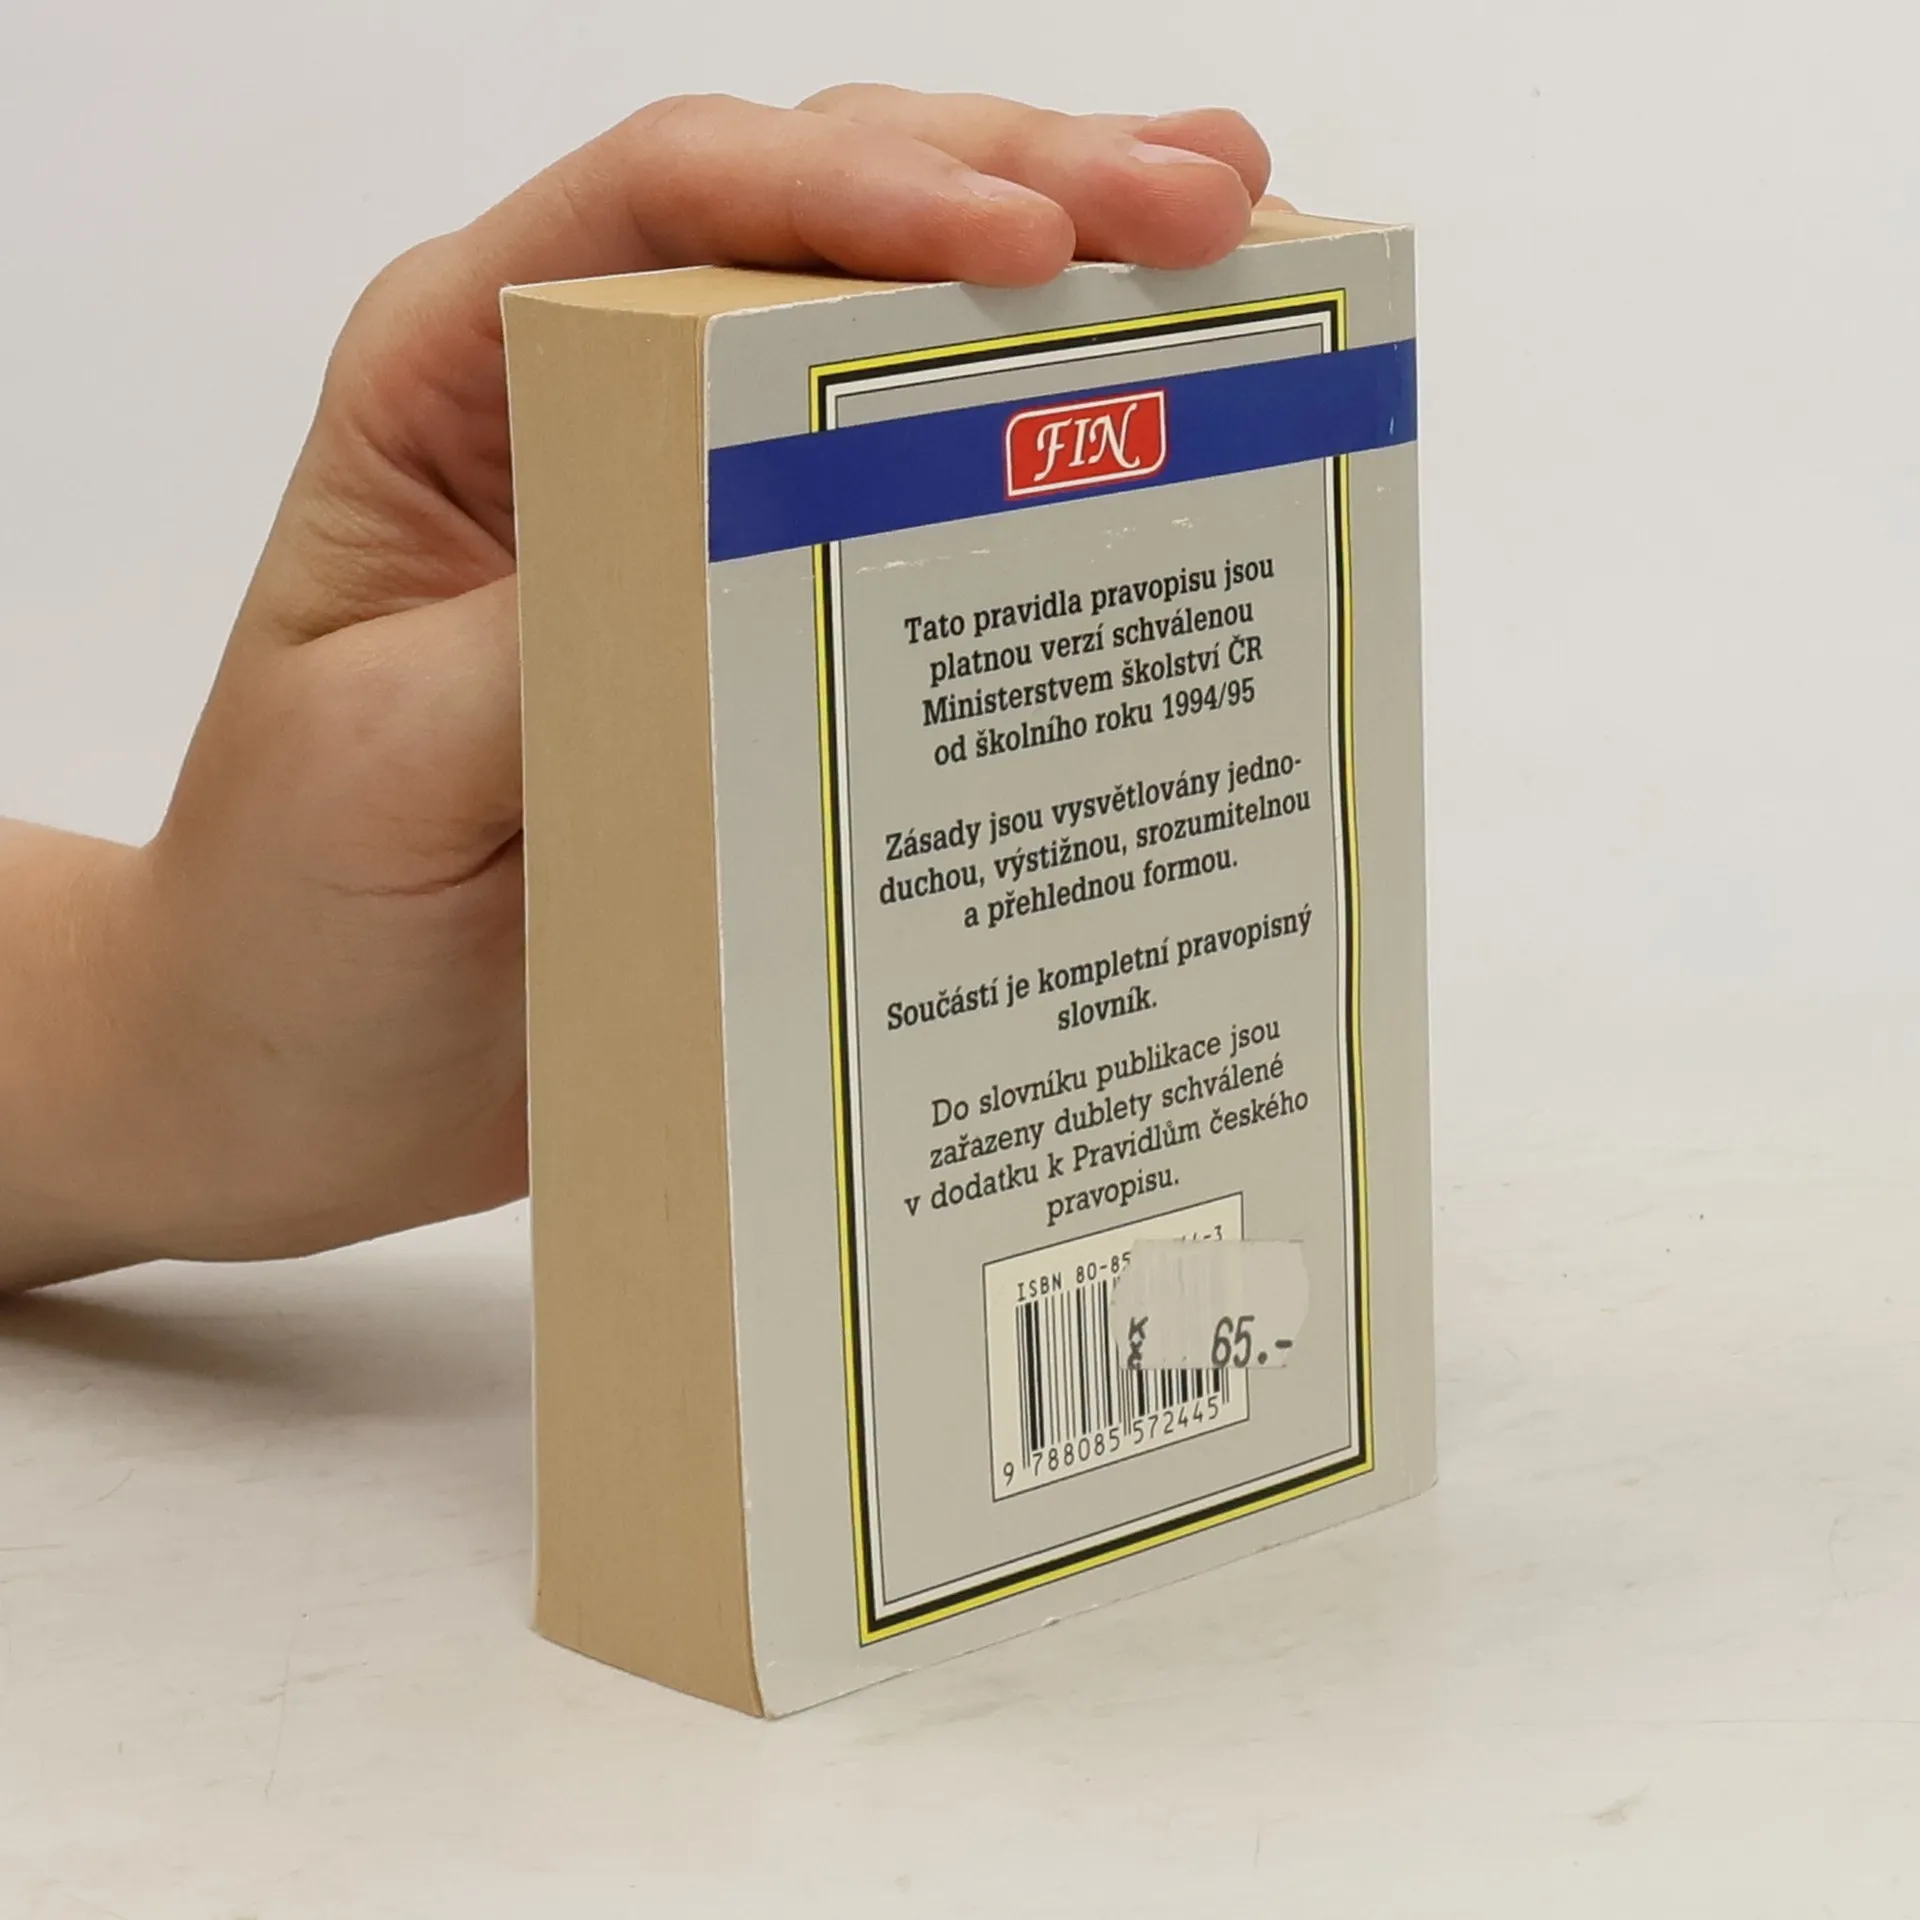 FIN
Tato pravidla pravopisu jsou
platnou verzí schválenou
Ministerstvem školství ČR
od školního roku 1994/95
Zásady jsou vysvětlovány jedno-
duchou, výstižnou, srozumitelnou
a přehlednou formou.
Součástí je kompletní pravopisný
slovník.
Do slovníku publikace jsou
zařazeny dublety schválené
v dodatku k Pravidlům českého
pravopisu.
ISBN 80-85
Kč 65.-
9 788085 572445